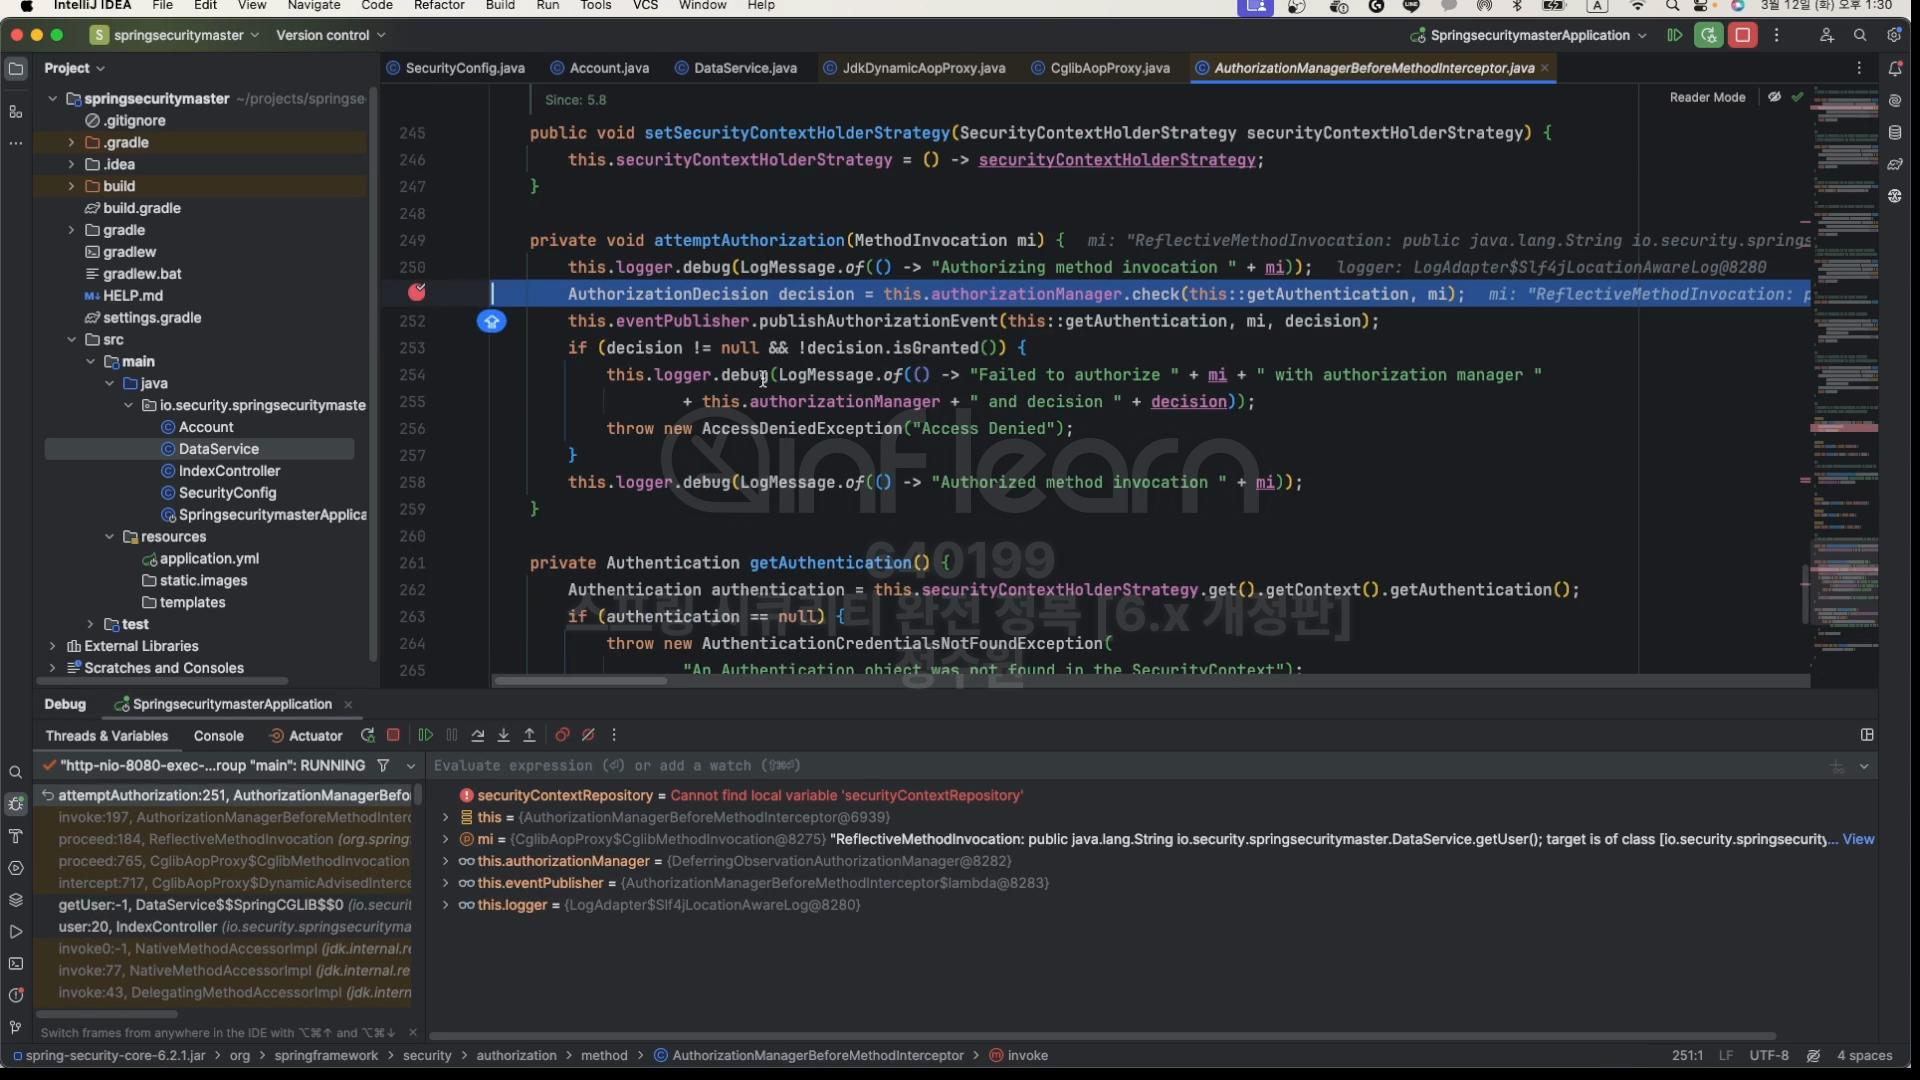 IntelliJ IDEA File Edit View Navigate Code Refactor Build Run Tools VCS Window Help 3월 12일 (화) 오후 1:30
S springsecuritymaster Version control SpringsecuritymasterApplication
Project
SecurityConfig.java Account.java DataService.java JdkDynamicAopProxy.java CglibAopProxy.java AuthorizationManagerBeforeMethodInterceptor.java
springsecuritymaster ~/projects/springse
.gitignore
.gradle
.idea
build
build.gradle
gradle
gradlew
gradlew.bat
HELP.md
settings.gradle
src
main
java
io.security.springsecuritymaste
Account
DataService
IndexController
SecurityConfig
SpringsecuritymasterApplica
resources
application.yml
static.images
templates
test
External Libraries
Scratches and Consoles
Since: 5.8
Reader Mode
245 public void setSecurityContextHolderStrategy(SecurityContextHolderStrategy securityContextHolderStrategy) {
246 this.securityContextHolderStrategy = () -> securityContextHolderStrategy;
247 }
248
249 private void attemptAuthorization(MethodInvocation mi) { mi: "ReflectiveMethodInvocation: public java.lang.String io.security.springs
250 this.logger.debug(LogMessage.of(() -> "Authorizing method invocation " + mi)); logger: LogAdapter$Slf4jLocationAwareLog@8280
AuthorizationDecision decision = this.authorizationManager.check(this::getAuthentication, mi); mi: "ReflectiveMethodInvocation: p
252 this.eventPublisher.publishAuthorizationEvent(this::getAuthentication, mi, decision);
253 if (decision != null && !decision.isGranted()) {
254 this.logger.debug(LogMessage.of(() -> "Failed to authorize " + mi + " with authorization manager "
255 + this.authorizationManager + " and decision " + decision));
256 throw new AccessDeniedException("Access Denied");
257 }
258 this.logger.debug(LogMessage.of(() -> "Authorized method invocation " + mi));
259 }
260
261 private Authentication getAuthentication() {
262 Authentication authentication = this.securityContextHolderStrategy.get().getContext().getAuthentication();
263 if (authentication == null) {
264 throw new AuthenticationCredentialsNotFoundException(
265 "An Authentication object was not found in the SecurityContext");
inflearn
640199
스프링 시큐리티 완전 정복 [6.x 개정판]
정수원
Debug SpringsecuritymasterApplication
Threads & Variables Console Actuator
"http-nio-8080-exec-...roup "main": RUNNING
Evaluate expression (⏎) or add a watch (⇧⌘⏎)
attemptAuthorization:251, AuthorizationManagerBefo
invoke:197, AuthorizationManagerBeforeMethodInterc
proceed:184, ReflectiveMethodInvocation (org.spring
proceed:765, CglibAopProxy$CglibMethodInvocation
intercept:717, CglibAopProxy$DynamicAdvisedInterce
getUser:-1, DataService$$SpringCGLIB$$0 (io.securit
user:20, IndexController (io.security.springsecurityma
invoke0:-1, NativeMethodAccessorImpl (jdk.internal.re
invoke:77, NativeMethodAccessorImpl (jdk.internal.re
invoke:43, DelegatingMethodAccessorImpl (jdk.intern
Switch frames from anywhere in the IDE with ⌥⌘↑ and ⌥⌘↓
securityContextRepository = Cannot find local variable 'securityContextRepository'
this = {AuthorizationManagerBeforeMethodInterceptor@6939}
mi = {CglibAopProxy$CglibMethodInvocation@8275} "ReflectiveMethodInvocation: public java.lang.String io.security.springsecuritymaster.DataService.getUser(); target is of class [io.security.springsecurity... View
this.authorizationManager = {DeferringObservationAuthorizationManager@8282}
this.eventPublisher = {AuthorizationManagerBeforeMethodInterceptor$lambda@8283}
this.logger = {LogAdapter$Slf4jLocationAwareLog@8280}
spring-security-core-6.2.1.jar > org > springframework > security > authorization > method > AuthorizationManagerBeforeMethodInterceptor > invoke
251:1 LF UTF-8 4 spaces